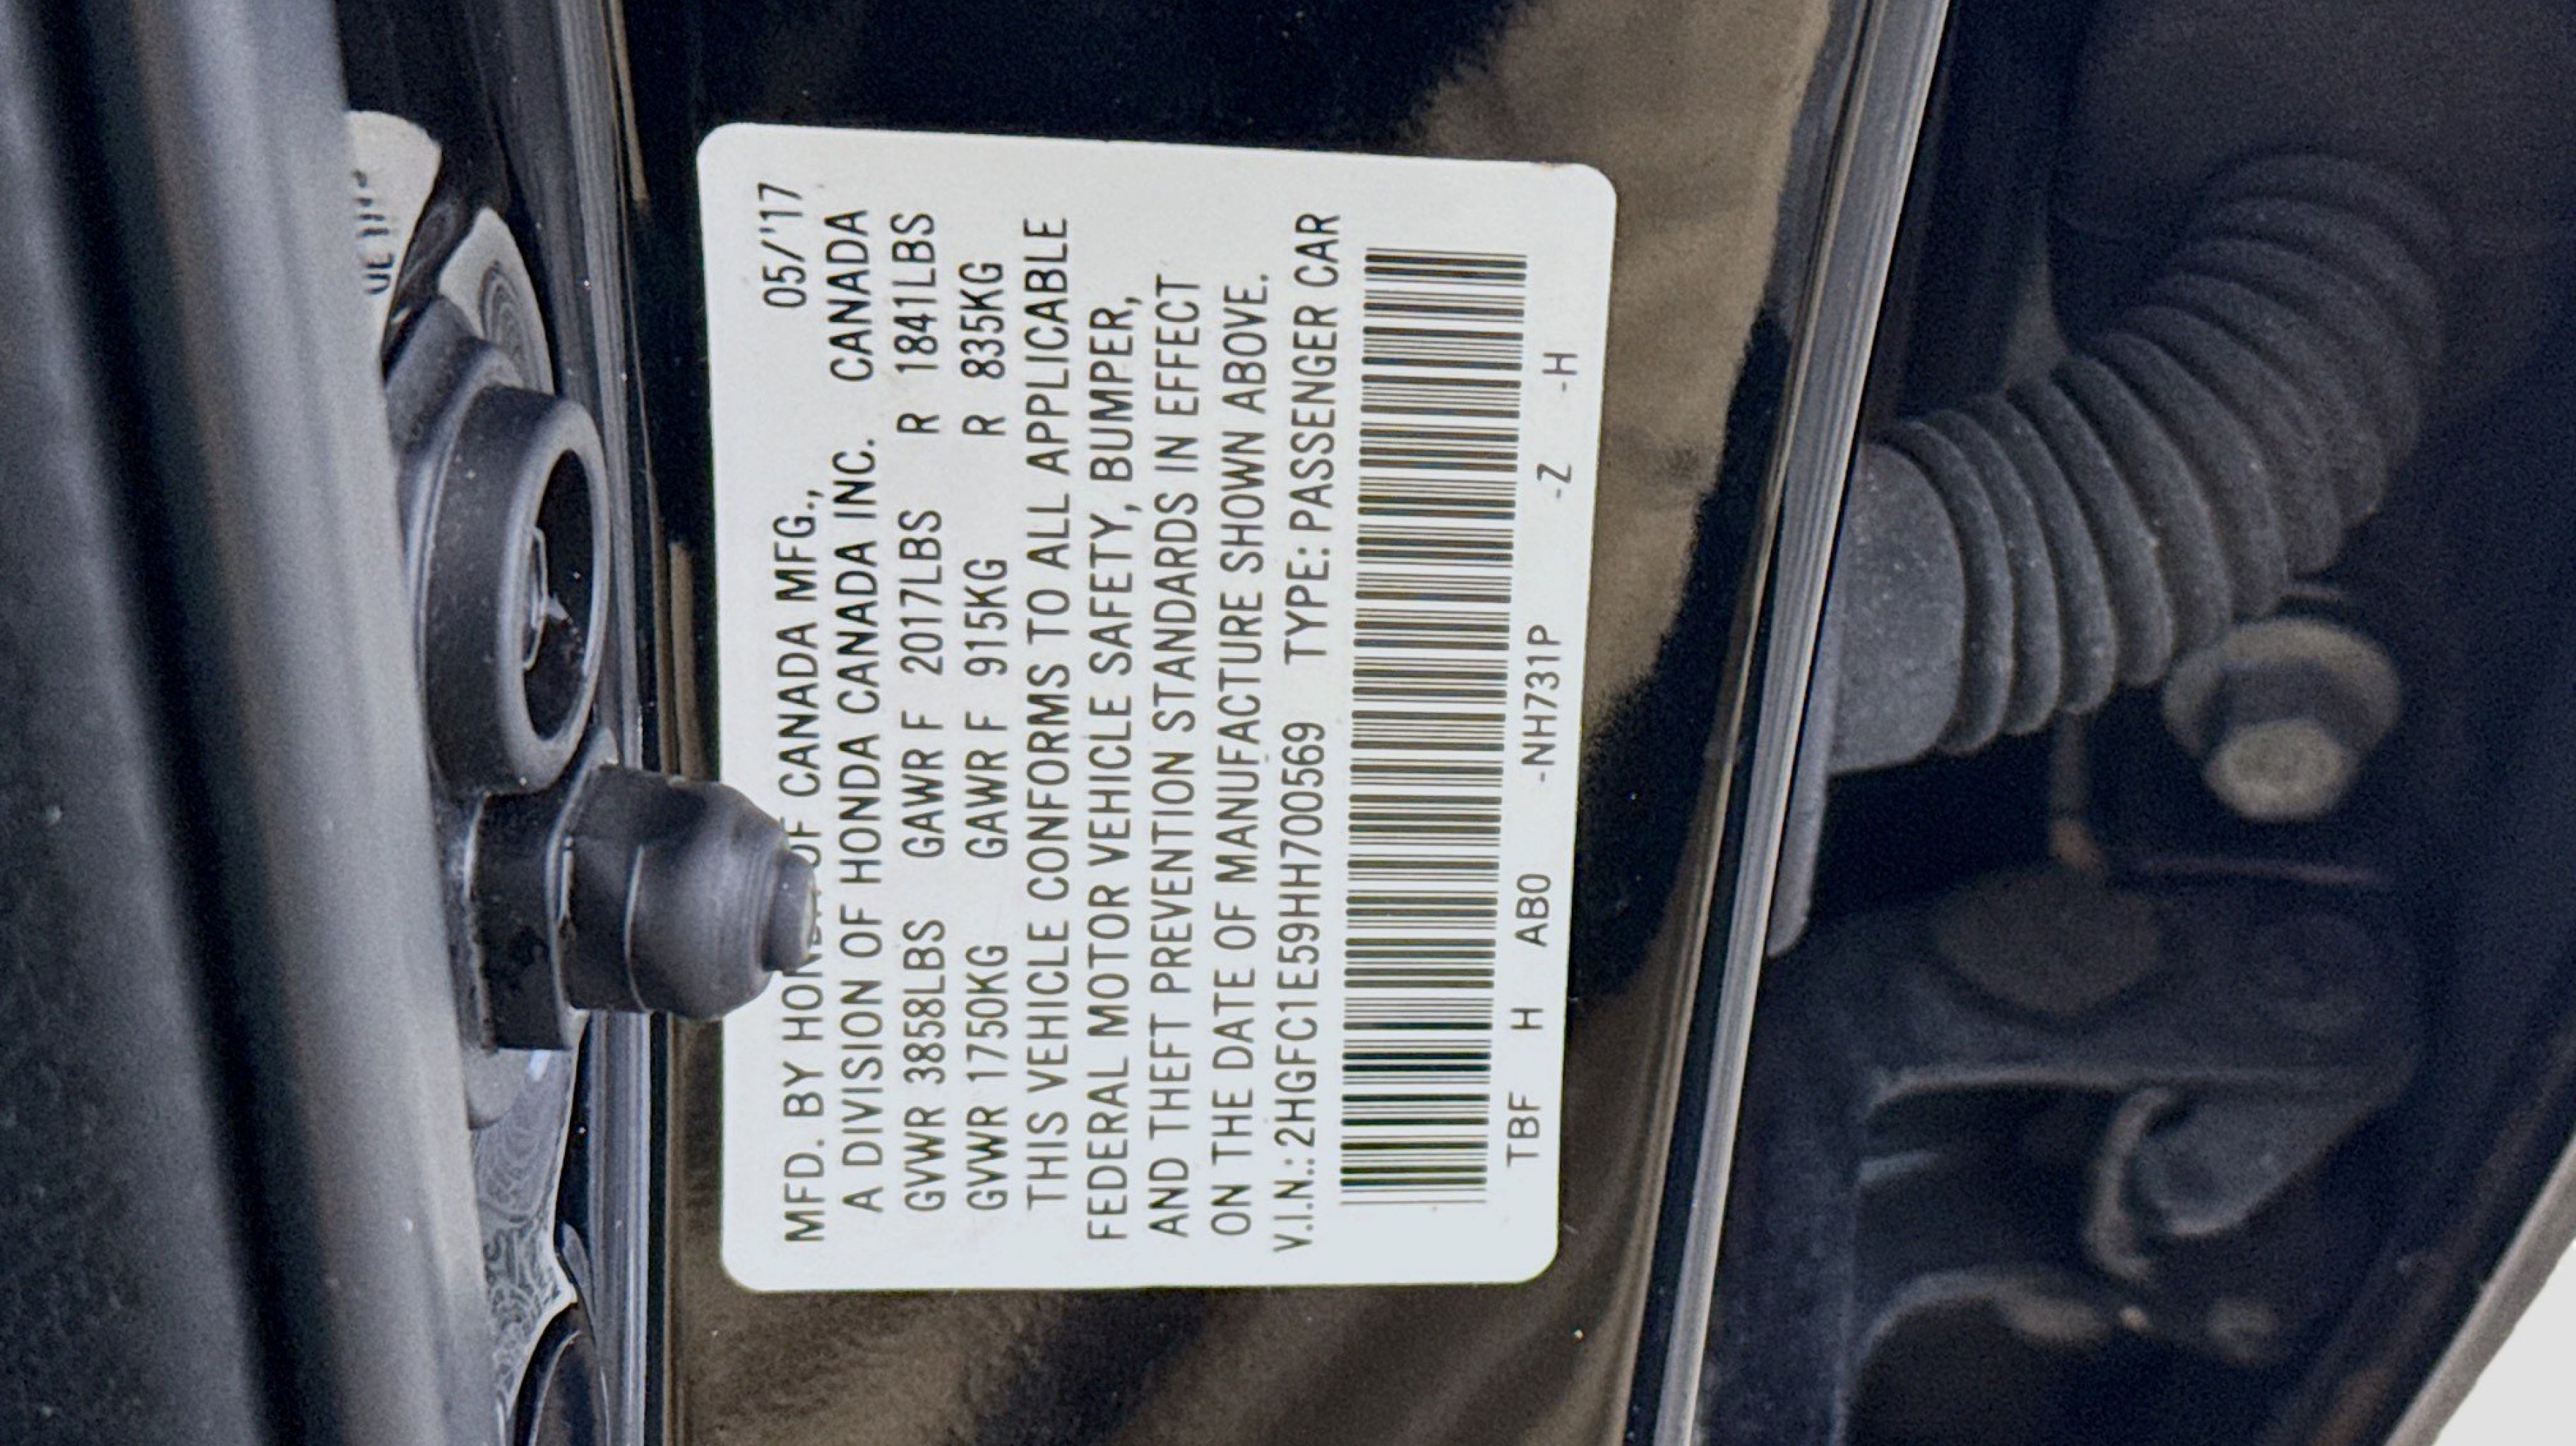 05/'17
MFD. BY HONDA OF CANADA MFG.,
A DIVISION OF HONDA CANADA INC. CANADA
GVWR 3858LBS GAWR F 2017LBS R 1841LBS
GVWR 1750KG GAWR F 915KG R 835KG
THIS VEHICLE CONFORMS TO ALL APPLICABLE
FEDERAL MOTOR VEHICLE SAFETY, BUMPER,
AND THEFT PREVENTION STANDARDS IN EFFECT
ON THE DATE OF MANUFACTURE SHOWN ABOVE.
V.I.N.: 2HGFC1E59HH700569 TYPE: PASSENGER CAR
TBF H AB0 -NH731P -Z -H